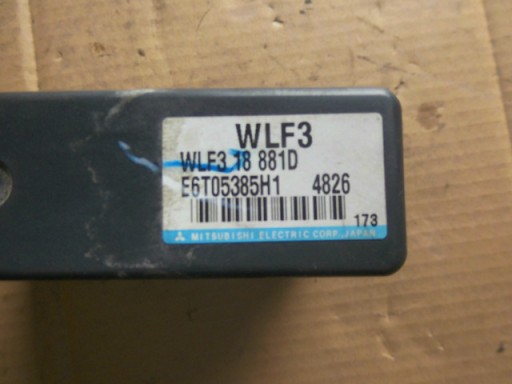 WLF3
WLF3 18 881D
E6T05385H1 4826
173
MITSUBISHI ELECTRIC CORP., JAPAN